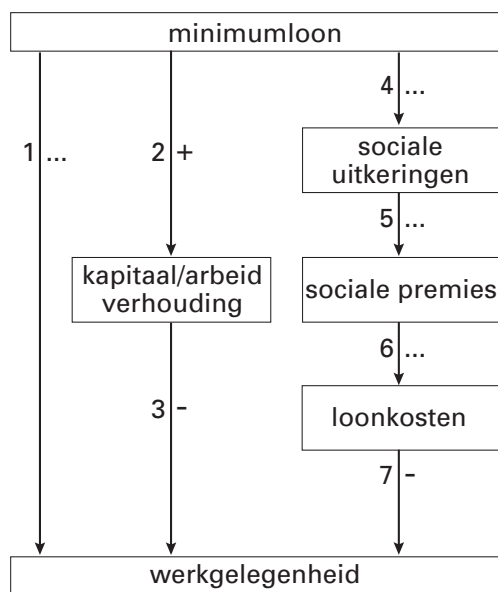 minimumloon
4 ...
1 ...
2 +
sociale
uitkeringen
5 ...
kapitaal/arbeid
verhouding
sociale premies
6 ...
3 -
loonkosten
7 -
werkgelegenheid